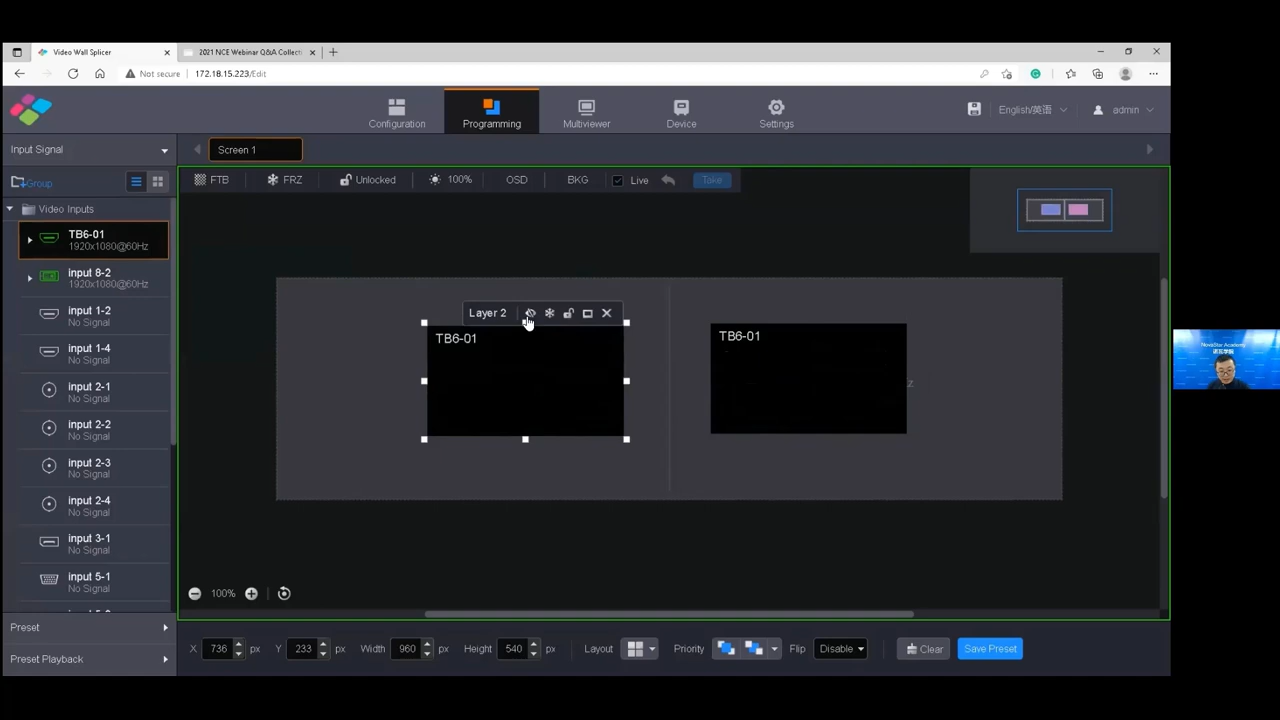 Video Wall Splicer
2021 NCE Webinar Q&A Collecti
Not secure
172.18.15.223/Edit
Configuration
Programming
Multiviewer
Device
Settings
English/英语
admin
Input Signal
Screen 1
Group
FTB
FRZ
Unlocked
100%
OSD
BKG
Live
Take
Video Inputs
TB6-01
1920x1080@60Hz
input 8-2
1920x1080@60Hz
input 1-2
No Signal
input 1-4
No Signal
input 2-1
No Signal
input 2-2
No Signal
input 2-3
No Signal
input 2-4
No Signal
input 3-1
No Signal
input 5-1
No Signal
Layer 2
TB6-01
TB6-01
z
NovaStar Academy
诺瓦学院
100%
Preset
Preset Playback
X 736 px
Y 233 px
Width 960 px
Height 540 px
Layout
Priority
Flip Disable
Clear
Save Preset